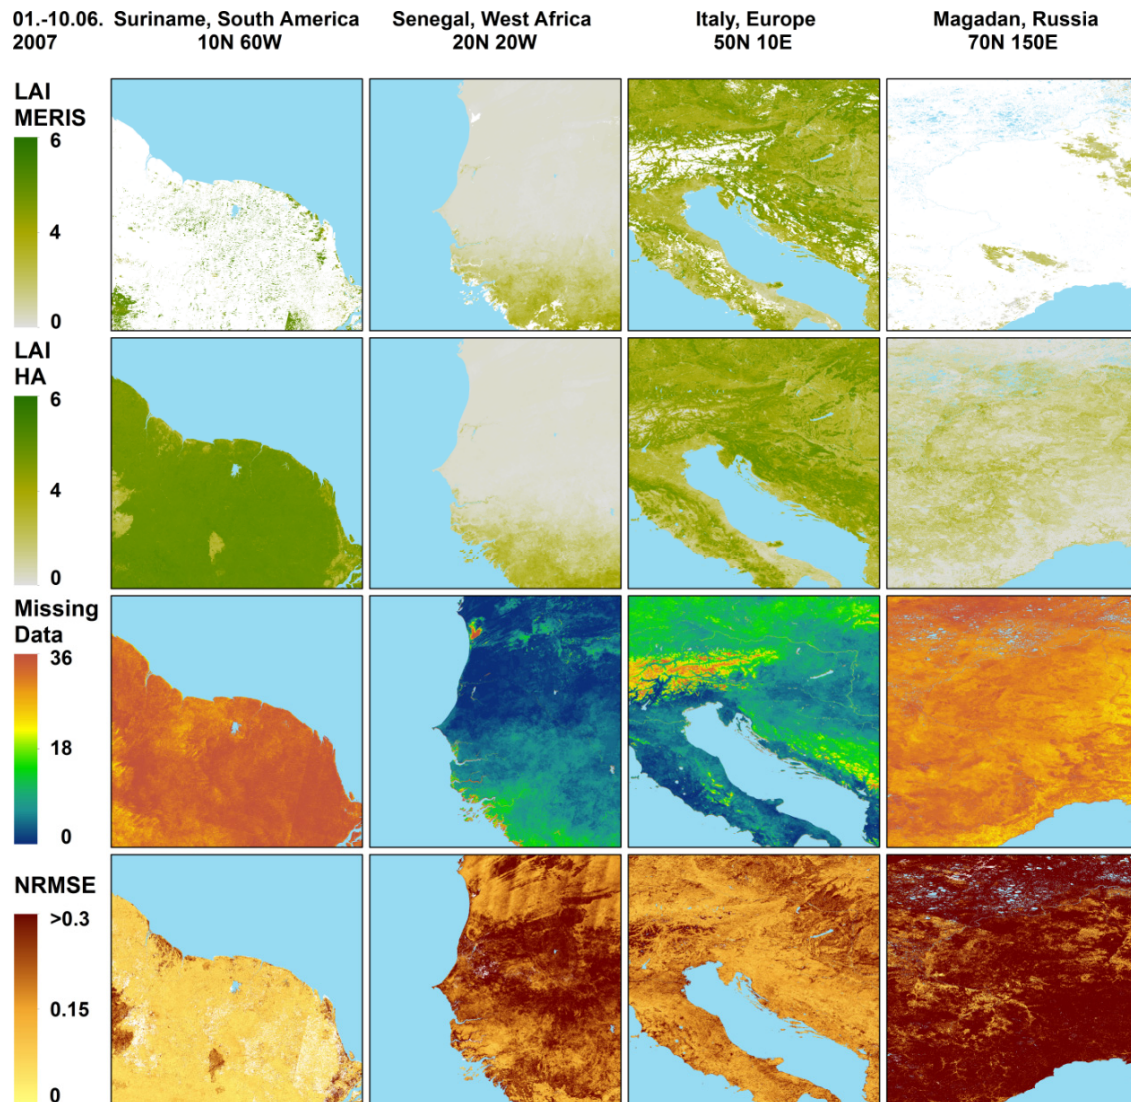 01.-10.06. Suriname, South America Senegal, West Africa Italy, Europe Magadan, Russia
2007 10N 60W 20N 20W 50N 10E 70N 150E
LAI
MERIS
6
4
0
LAI
HA
6
4
0
Missing
Data
36
18
0
NRMSE
>0.3
0.15
0